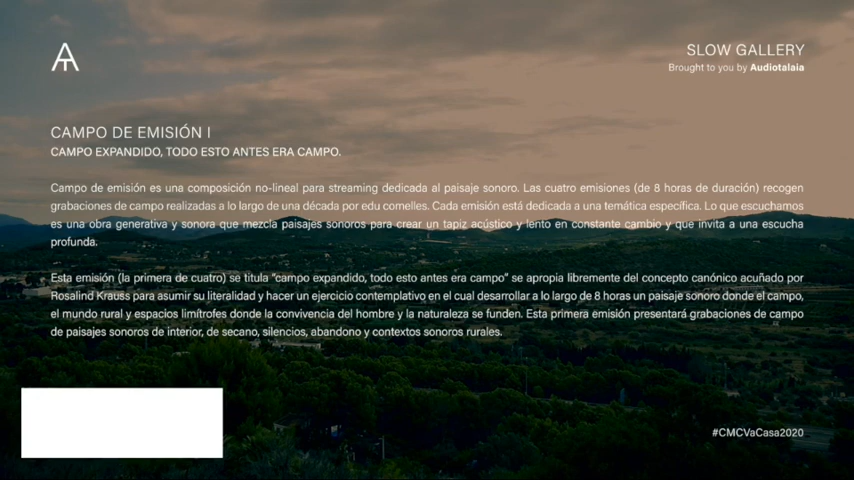 SLOW GALLERY
Brought to you by Audiotalaia
CAMPO DE EMISIÓN I
CAMPO EXPANDIDO, TODO ESTO ANTES ERA CAMPO.
Campo de emisión es una composición no-lineal para streaming dedicada al paisaje sonoro. Las cuatro emisiones (de 8 horas de duración) recogen
grabaciones de campo realizadas a lo largo de una década por edu comelles. Cada emisión está dedicada a una temática específica. Lo que escuchamos
es una obra generativa y sonora que mezcla paisajes sonoros para crear un tapiz acústico y lento en constante cambio y que invita a una escucha
profunda.
Esta emisión (la primera de cuatro) se titula "campo expandido, todo esto antes era campo" se apropia libremente del concepto canónico acuñado por
Rosalind Krauss para asumir su literalidad y hacer un ejercicio contemplativo en el cual desarrollar a lo largo de 8 horas un paisaje sonoro donde el campo,
el mundo rural y espacios limítrofes donde la convivencia del hombre y la naturaleza se funden. Esta primera emisión presentará grabaciones de campo
de paisajes sonoros de interior, de secano, silencios, abandono y contextos sonoros rurales.
#CMCVaCasa2020